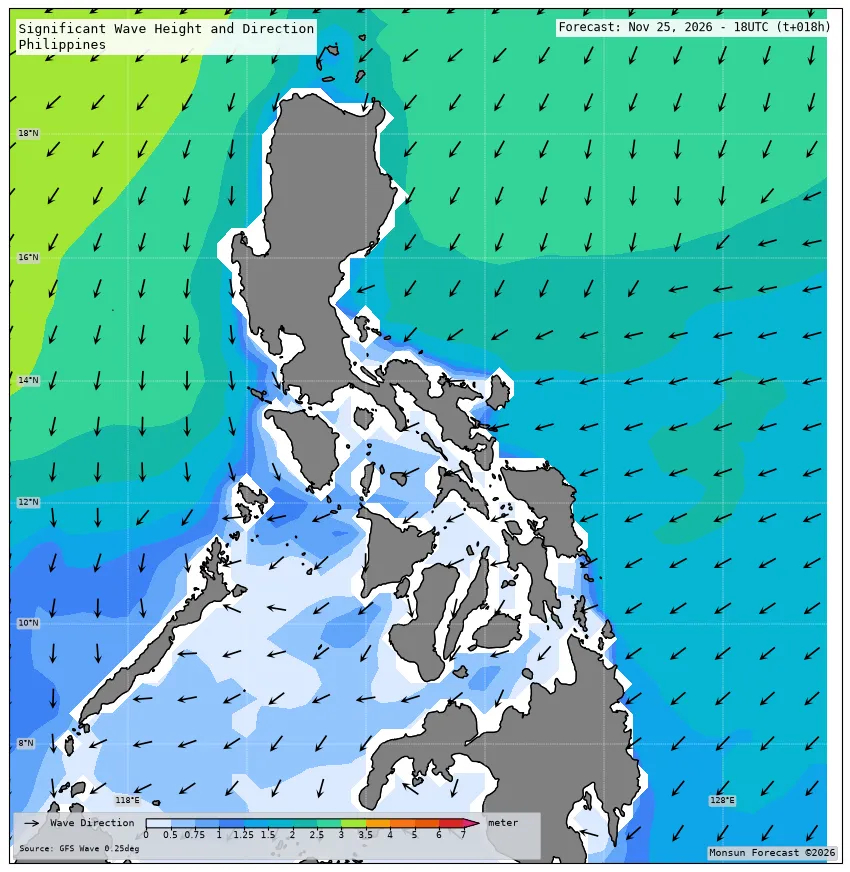 Significant Wave Height and Direction
Philippines
Forecast: Nov 25, 2026 - 18UTC (t+018h)
18°N
16°N
14°N
12°N
10°N
8°N
118°E
128°E
Wave Direction
0 0.5 0.75 1 1.25 1.5 2 2.5 3 3.5 4 5 6 7
meter
Source: GFS Wave 0.25deg
Monsun Forecast ©2026